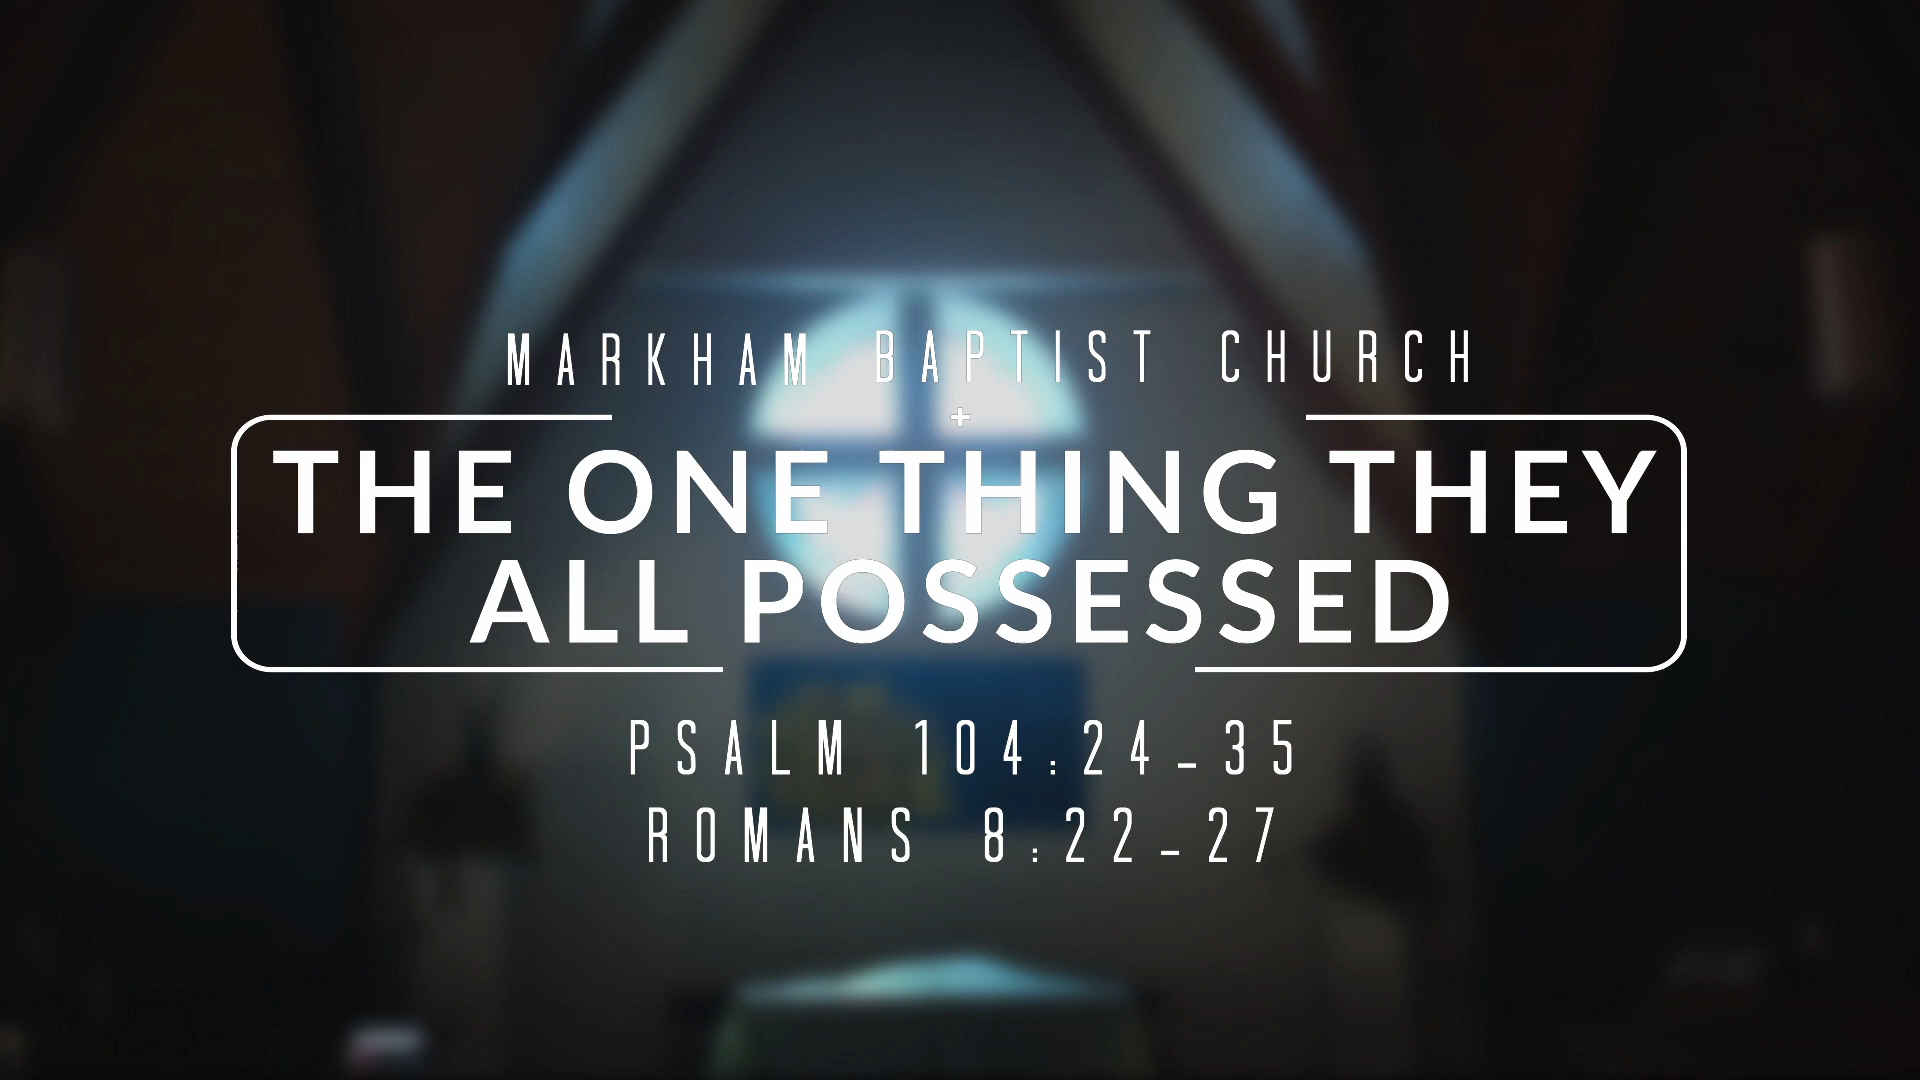 MARKHAM BAPTIST CHURCH
+
THE ONE THING THEY
ALL POSSESSED
PSALM 104:24-35
ROMANS 8:22-27